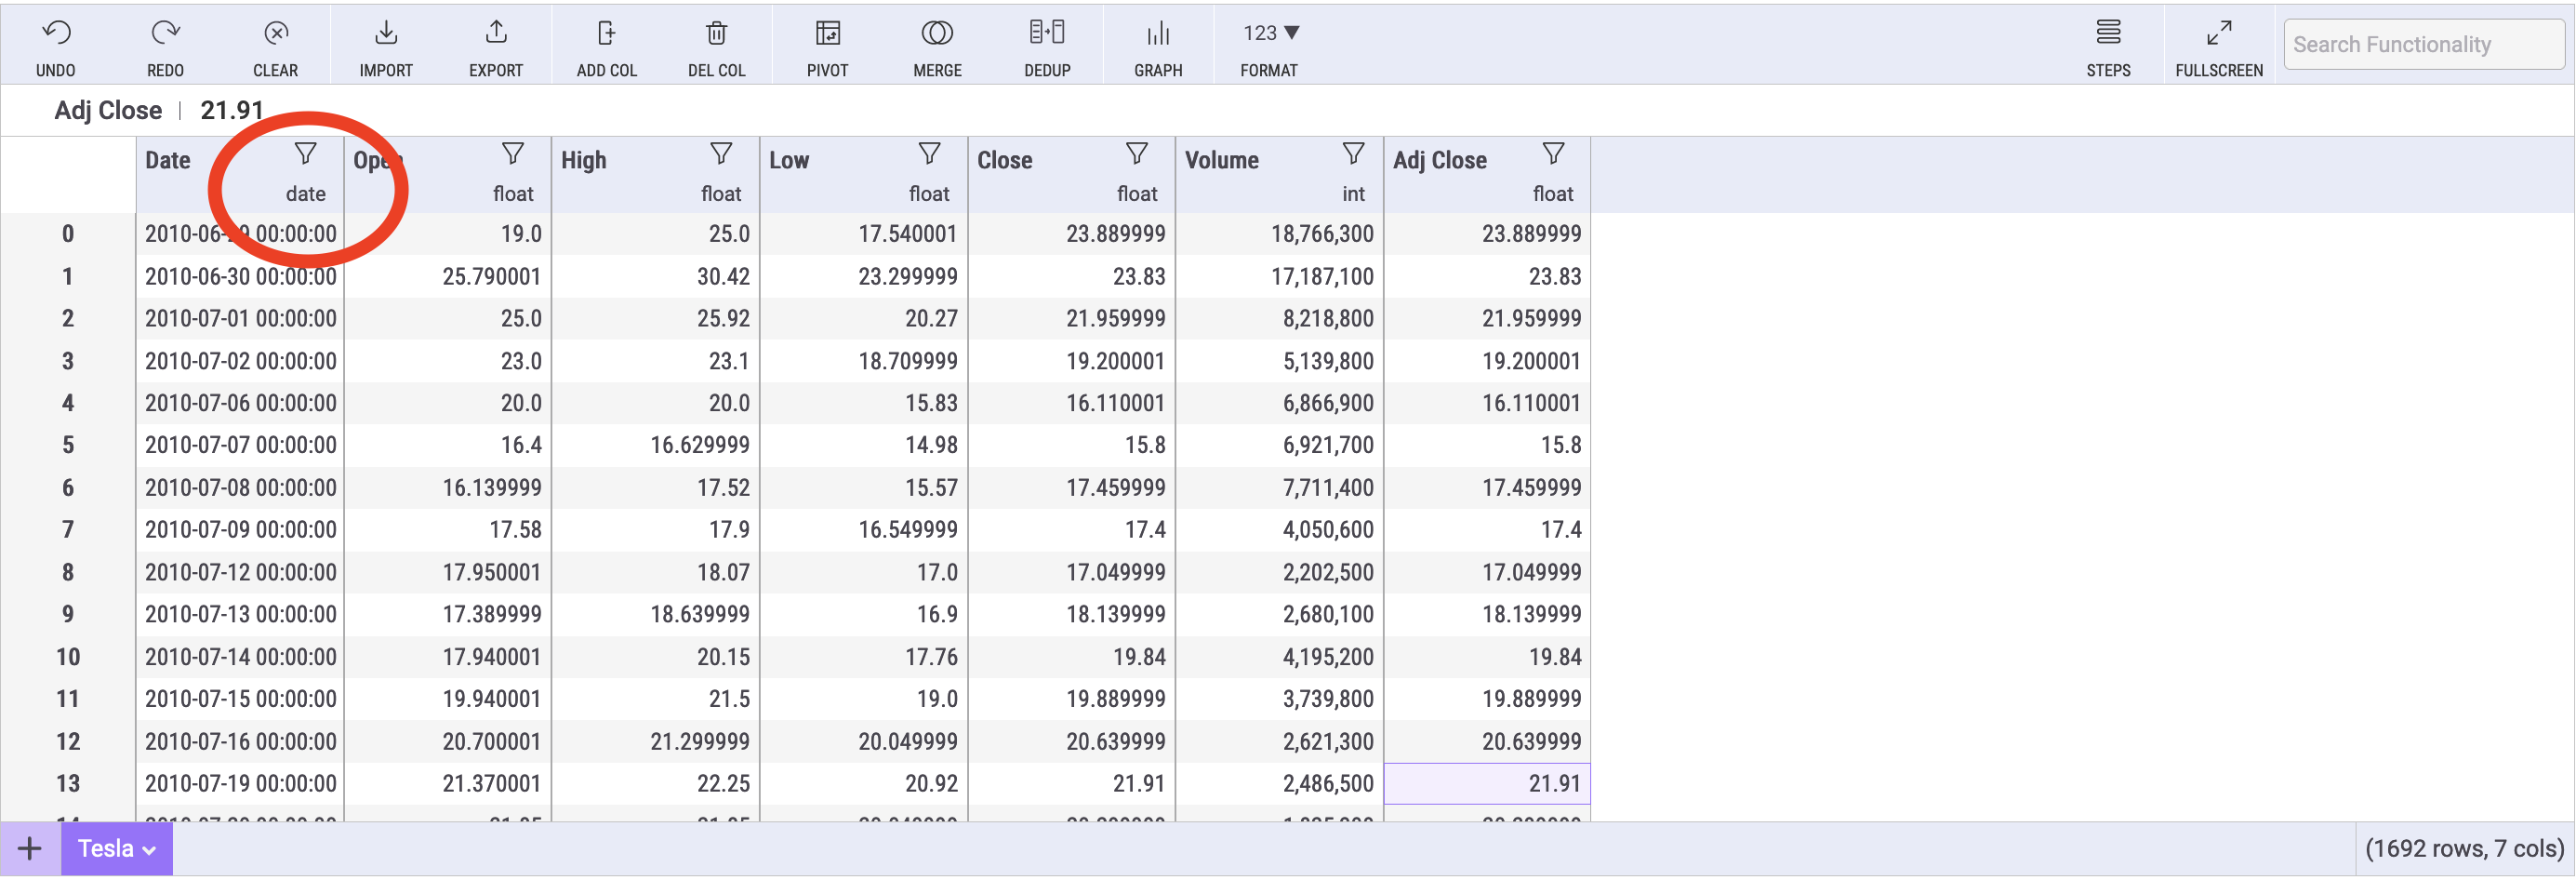 UNDO REDO CLEAR IMPORT EXPORT ADD COL DEL COL PIVOT MERGE DEDUP 123 ▼ GRAPH FORMAT STEPS FULLSCREEN Search Functionality
Adj Close | 21.91
Date Open High Low Close Volume Adj Close
date float float float float int float
0 2010-06-29 00:00:00 19.0 25.0 17.540001 23.889999 18,766,300 23.889999
1 2010-06-30 00:00:00 25.790001 30.42 23.299999 23.83 17,187,100 23.83
2 2010-07-01 00:00:00 25.0 25.92 20.27 21.959999 8,218,800 21.959999
3 2010-07-02 00:00:00 23.0 23.1 18.709999 19.200001 5,139,800 19.200001
4 2010-07-06 00:00:00 20.0 20.0 15.83 16.110001 6,866,900 16.110001
5 2010-07-07 00:00:00 16.4 16.629999 14.98 15.8 6,921,700 15.8
6 2010-07-08 00:00:00 16.139999 17.52 15.57 17.459999 7,711,400 17.459999
7 2010-07-09 00:00:00 17.58 17.9 16.549999 17.4 4,050,600 17.4
8 2010-07-12 00:00:00 17.950001 18.07 17.0 17.049999 2,202,500 17.049999
9 2010-07-13 00:00:00 17.389999 18.639999 16.9 18.139999 2,680,100 18.139999
10 2010-07-14 00:00:00 17.940001 20.15 17.76 19.84 4,195,200 19.84
11 2010-07-15 00:00:00 19.940001 21.5 19.0 19.889999 3,739,800 19.889999
12 2010-07-16 00:00:00 20.700001 21.299999 20.049999 20.639999 2,621,300 20.639999
13 2010-07-19 00:00:00 21.370001 22.25 20.92 21.91 2,486,500 21.91
+ Tesla (1692 rows, 7 cols)